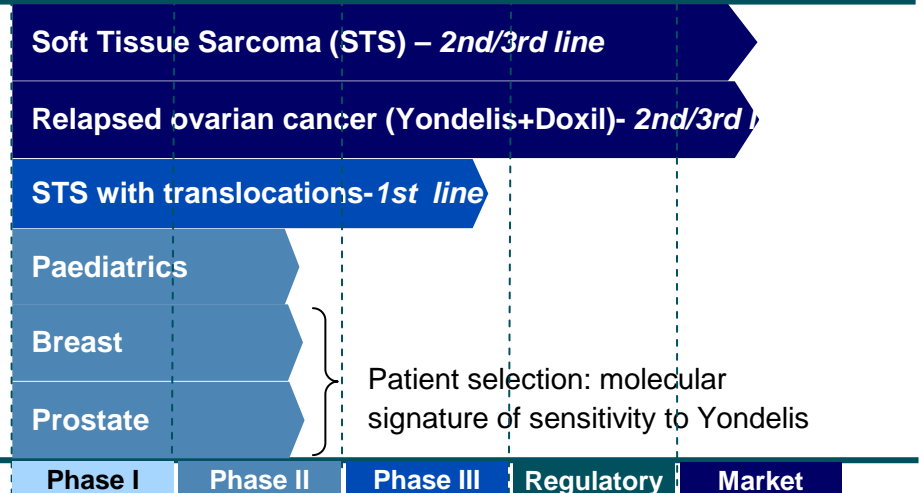 Soft Tissue Sarcoma (STS) – 2nd/3rd line
Relapsed ovarian cancer (Yondelis+Doxil)- 2nd/3rd
STS with translocations-1st line
Paediatrics
Breast
Prostate
Patient selection: molecular
signature of sensitivity to Yondelis
Phase I Phase II Phase III Regulatory Market